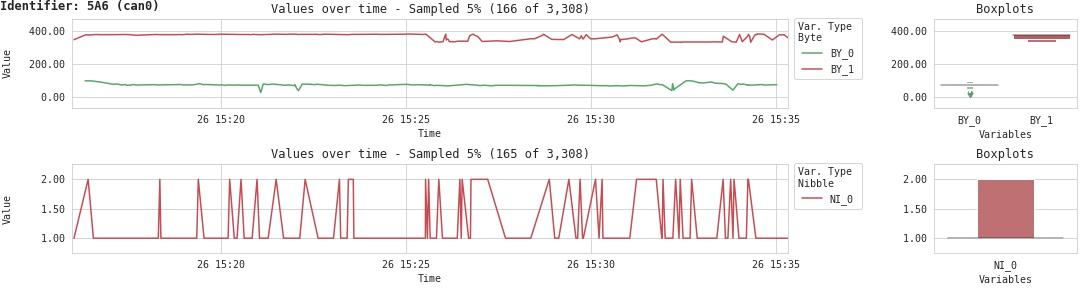 Identifier: 5A6 (can0)
Values over time - Sampled 5% (166 of 3,308)
Value
400.00
200.00
0.00
26 15:20
26 15:25
26 15:30
26 15:35
Time
Var. Type
Byte
BY_0
BY_1
Boxplots
400.00
200.00
0.00
BY_0
BY_1
Variables
Values over time - Sampled 5% (165 of 3,308)
Value
2.00
1.50
1.00
26 15:20
26 15:25
26 15:30
26 15:35
Time
Var. Type
Nibble
NI_0
Boxplots
2.00
1.50
1.00
NI_0
Variables